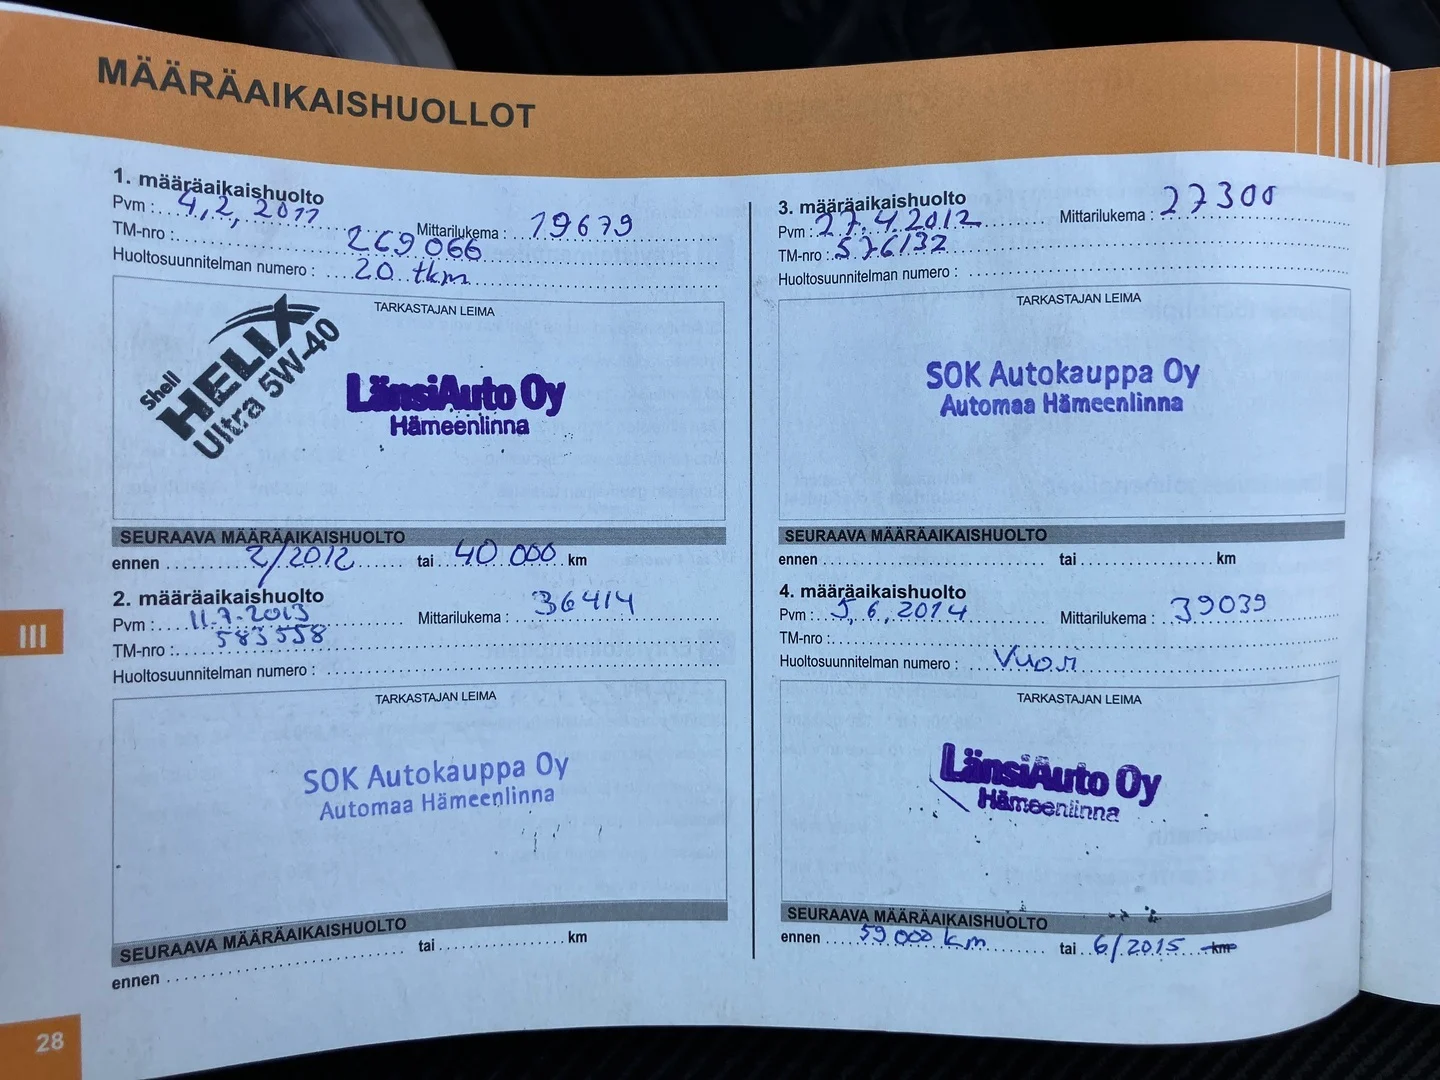 MÄÄRÄAIKAISHUOLLOT
1. määräaikaishuolto
Pvm : 4,2, 2011 Mittarilukema : 19679
TM-nro : 269066
Huoltosuunnitelman numero : 20 tkm
TARKASTAJAN LEIMA
Shell
HELIX
Ultra 5W-40
LänsiAuto Oy
Hämeenlinna
SEURAAVA MÄÄRÄAIKAISHUOLTO
ennen 2/2012 tai 40 000 km
2. määräaikaishuolto
Pvm : 11.7.2013 Mittarilukema : 36414
TM-nro : 583558
Huoltosuunnitelman numero :
TARKASTAJAN LEIMA
SOK Autokauppa Oy
Automaa Hämeenlinna
SEURAAVA MÄÄRÄAIKAISHUOLTO
ennen tai km
3. määräaikaishuolto
Pvm : 27.4.2012 Mittarilukema : 27300
TM-nro : 576132
Huoltosuunnitelman numero :
TARKASTAJAN LEIMA
SOK Autokauppa Oy
Automaa Hämeenlinna
SEURAAVA MÄÄRÄAIKAISHUOLTO
ennen tai km
4. määräaikaishuolto
Pvm : 5,6,2014 Mittarilukema : 39039
TM-nro :
Huoltosuunnitelman numero : Vuosi
TARKASTAJAN LEIMA
LänsiAuto Oy
Hämeenlinna
SEURAAVA MÄÄRÄAIKAISHUOLTO
ennen 59 000 km tai 6/2015 km
III
28